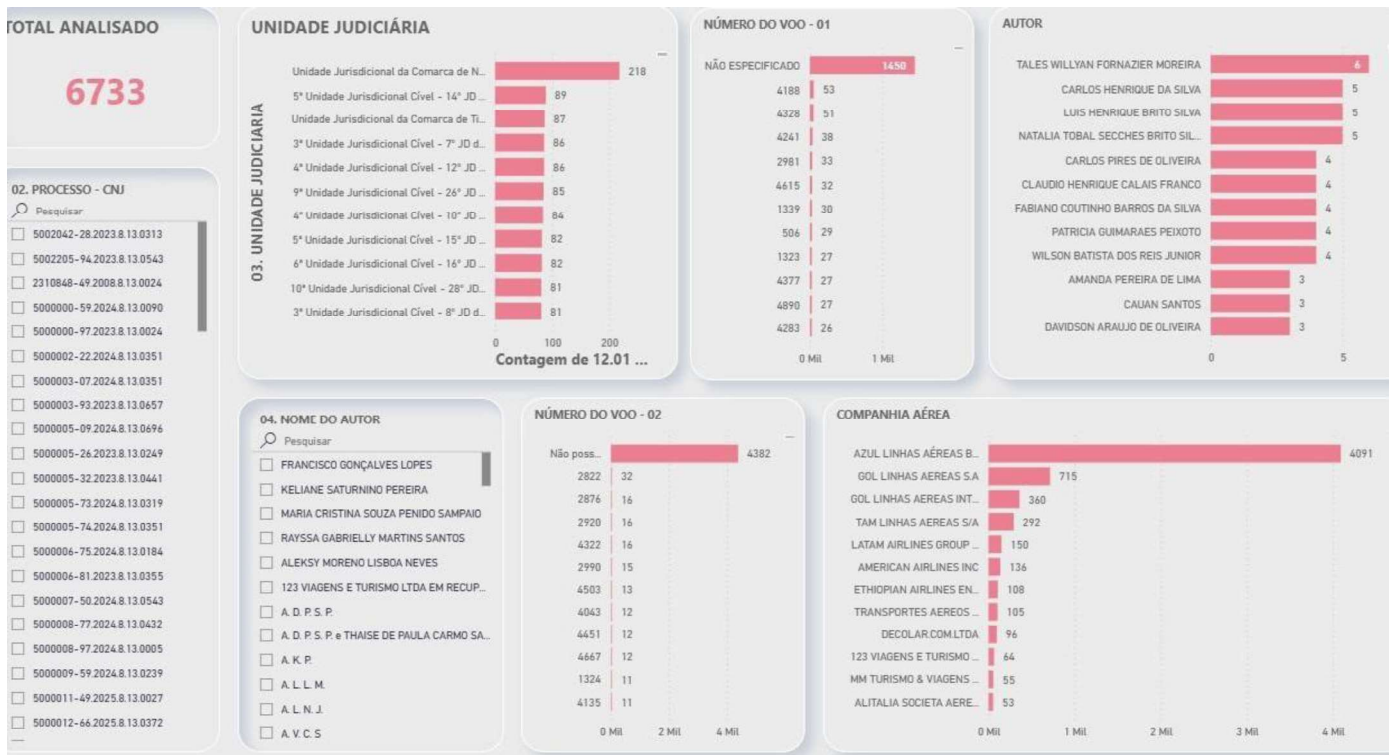 TOTAL ANALISADO
6733
02. PROCESSO - CNJ
Pesquisar
5002042-28.2023.8.13.0313
5002205-94.2023.8.13.0543
2310848-49.2008.8.13.0024
5000000-59.2024.8.13.0090
5000000-97.2023.8.13.0024
5000002-22.2024.8.13.0351
5000003-07.2024.8.13.0351
5000003-93.2023.8.13.0657
5000005-09.2024.8.13.0696
5000005-26.2023.8.13.0249
5000005-32.2023.8.13.0441
5000005-73.2024.8.13.0319
5000005-74.2024.8.13.0351
5000006-75.2024.8.13.0184
5000006-81.2023.8.13.0355
5000007-50.2024.8.13.0543
5000008-77.2024.8.13.0432
5000008-97.2024.8.13.0005
5000009-59.2024.8.13.0239
5000011-49.2025.8.13.0027
5000012-66.2025.8.13.0372
UNIDADE JUDICIÁRIA
03. UNIDADE JUDICIARIA
Unidade Jurisdicional da Comarca de N... 218
5ª Unidade Jurisdicional Cível - 14º JD ... 89
Unidade Jurisdicional da Comarca de Ti... 87
3ª Unidade Jurisdicional Cível - 7º JD d... 86
4ª Unidade Jurisdicional Cível - 12º JD ... 86
9ª Unidade Jurisdicional Cível - 26º JD ... 85
4ª Unidade Jurisdicional Cível - 10º JD ... 84
5ª Unidade Jurisdicional Cível - 15º JD ... 82
6ª Unidade Jurisdicional Cível - 16º JD ... 82
10ª Unidade Jurisdicional Cível - 28º JD... 81
3ª Unidade Jurisdicional Cível - 8º JD d... 81
0 100 200
Contagem de 12.01 ...
NÚMERO DO VOO - 01
NÃO ESPECIFICADO 1450
4188 53
4328 51
4241 38
2981 33
4615 32
1339 30
506 29
1323 27
4377 27
4890 27
4283 26
0 Mil 1 Mil
AUTOR
TALES WILLYAN FORNAZIER MOREIRA 6
CARLOS HENRIQUE DA SILVA 5
LUIS HENRIQUE BRITO SILVA 5
NATALIA TOBAL SECCHES BRITO SIL... 5
CARLOS PIRES DE OLIVEIRA 4
CLAUDIO HENRIQUE CALAIS FRANCO 4
FABIANO COUTINHO BARROS DA SILVA 4
PATRICIA GUIMARAES PEIXOTO 4
WILSON BATISTA DOS REIS JUNIOR 4
AMANDA PEREIRA DE LIMA 3
CAUAN SANTOS 3
DAVIDSON ARAUJO DE OLIVEIRA 3
0 5
04. NOME DO AUTOR
Pesquisar
FRANCISCO GONÇALVES LOPES
KELIANE SATURNINO PEREIRA
MARIA CRISTINA SOUZA PENIDO SAMPAIO
RAYSSA GABRIELLY MARTINS SANTOS
ALEKSY MORENO LISBOA NEVES
123 VIAGENS E TURISMO LTDA EM RECUP...
A. D. P. S. P.
A. D. P. S. P. e THAISE DE PAULA CARMO SA...
A. K. P.
A. L. L. M.
A. L. N. J.
A. V. C. S
NÚMERO DO VOO - 02
Não poss... 4382
2822 32
2876 16
2920 16
4322 16
2990 15
4503 13
4043 12
4451 12
4667 12
1324 11
4135 11
0 Mil 2 Mil 4 Mil
COMPANHIA AÉREA
AZUL LINHAS AÉREAS B... 4091
GOL LINHAS AEREAS S.A 715
GOL LINHAS AEREAS INT... 360
TAM LINHAS AEREAS S/A 292
LATAM AIRLINES GROUP ... 150
AMERICAN AIRLINES INC 136
ETHIOPIAN AIRLINES EN... 108
TRANSPORTES AEREOS ... 105
DECOLAR.COM.LTDA 96
123 VIAGENS E TURISMO ... 64
MM TURISMO & VIAGENS ... 55
ALITALIA SOCIETA AERE... 53
0 Mil 1 Mil 2 Mil 3 Mil 4 Mil